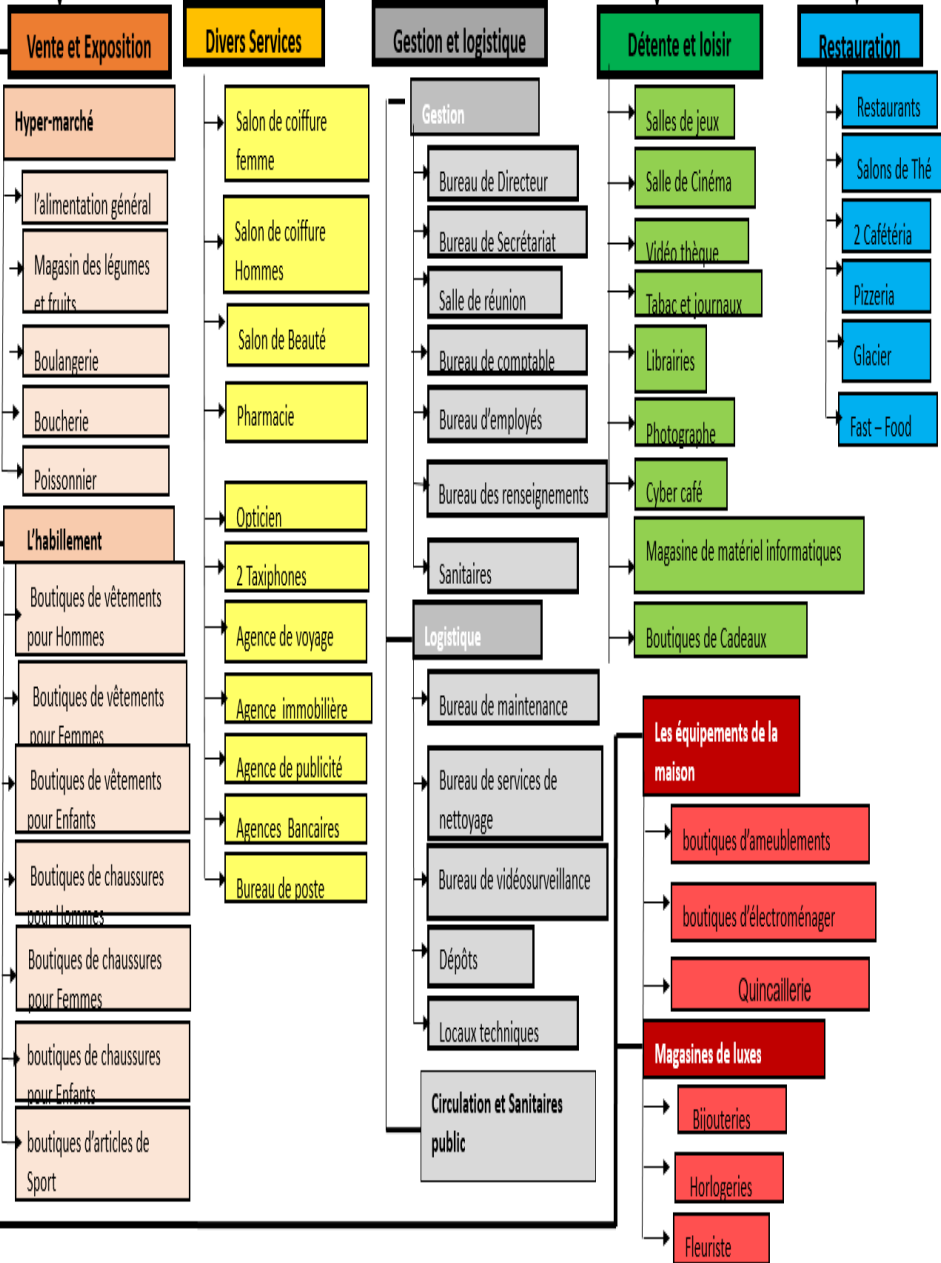 Vente et Exposition
Hyper-marché
l'alimentation général
Magasin des légumes
et fruits
Boulangerie
Boucherie
Poissonnier
L'habillement
Boutiques de vêtements
pour Hommes
Boutiques de vêtements
pour Femmes
Boutiques de vêtements
pour Enfants
Boutiques de chaussures
pour Hommes
Boutiques de chaussures
pour Femmes
boutiques de chaussures
pour Enfants
boutiques d'articles de
Sport
Divers Services
Salon de coiffure
femme
Salon de coiffure
Hommes
Salon de Beauté
Pharmacie
Opticien
2 Taxiphones
Agence de voyage
Agence immobilière
Agence de publicité
Agences Bancaires
Bureau de poste
Gestion et logistique
Gestion
Bureau de Directeur
Bureau de Secrétariat
Salle de réunion
Bureau de comptable
Bureau d'employés
Bureau des renseignements
Sanitaires
Logistique
Bureau de maintenance
Bureau de services de
nettoyage
Bureau de vidéosurveillance
Dépôts
Locaux techniques
Circulation et Sanitaires
public
Détente et loisir
Salles de jeux
Salle de Cinéma
Vidéo thèque
Tabac et journaux
Librairies
Photographe
Cyber café
Magasine de matériel informatiques
Boutiques de Cadeaux
Restauration
Restaurants
Salons de Thé
2 Cafétéria
Pizzeria
Glacier
Fast – Food
Les équipements de la
maison
boutiques d'ameublements
boutiques d'électroménager
Quincaillerie
Magasines de luxes
Bijouteries
Horlogeries
Fleuriste